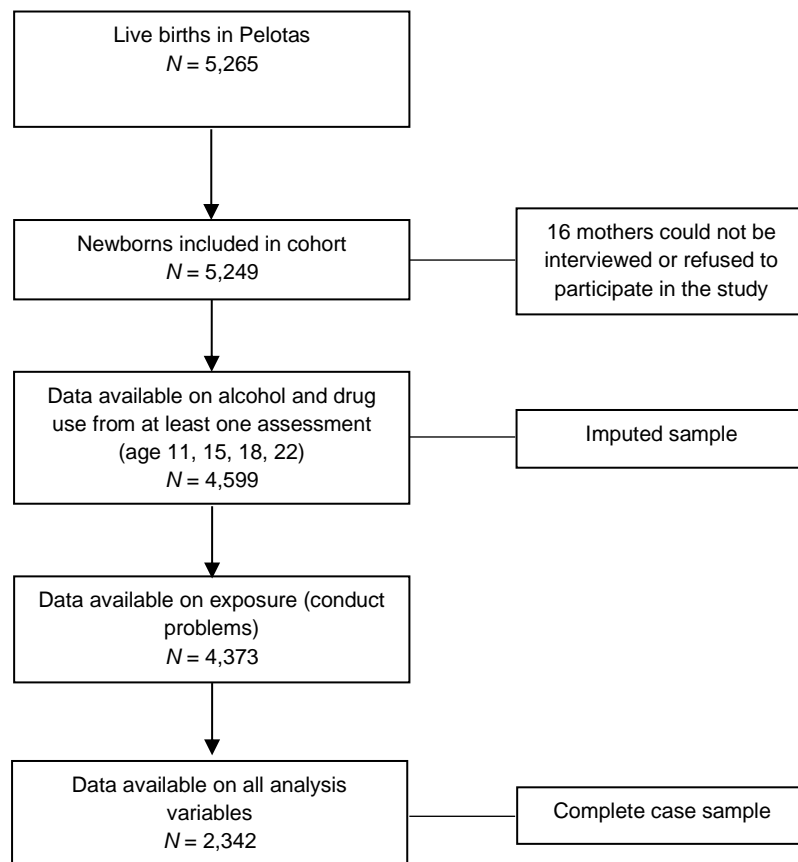 Live births in Pelotas
N = 5,265
Newborns included in cohort
N = 5,249
16 mothers could not be
interviewed or refused to
participate in the study
Data available on alcohol and drug
use from at least one assessment
(age 11, 15, 18, 22)
N = 4,599
Imputed sample
Data available on exposure (conduct
problems)
N = 4,373
Data available on all analysis
variables
N = 2,342
Complete case sample